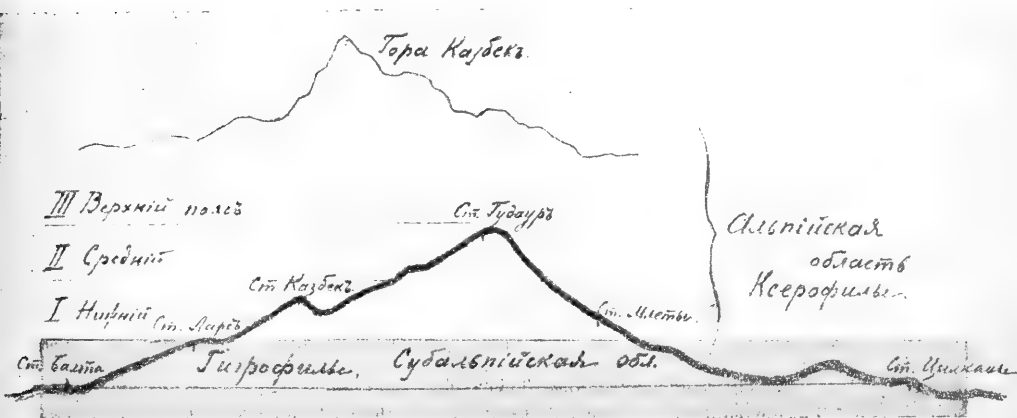 Гора Казбекъ.
III Верхній поясъ
Ст. Гудауръ
Альпійская
область
Ксерофилы.
II Средній
Ст. Казбекъ.
I Нижній
Ст. Ларсъ
Ст. Млеты.
Ст. Балта
Гигрофилы, Субальпійская обл.
Ст. Цилканы